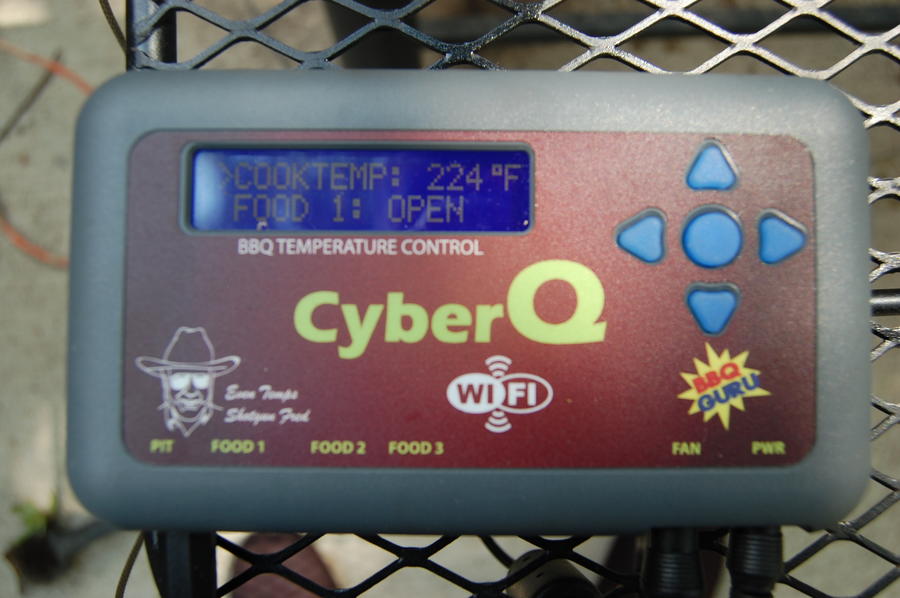 >COOKTEMP: 224°F
FOOD 1: OPEN
BBQ TEMPERATURE CONTROL
CyberQ
WIFI
Even Temps
Shotgun Fred
BBQ
GURU
PIT FOOD 1 FOOD 2 FOOD 3 FAN PWR